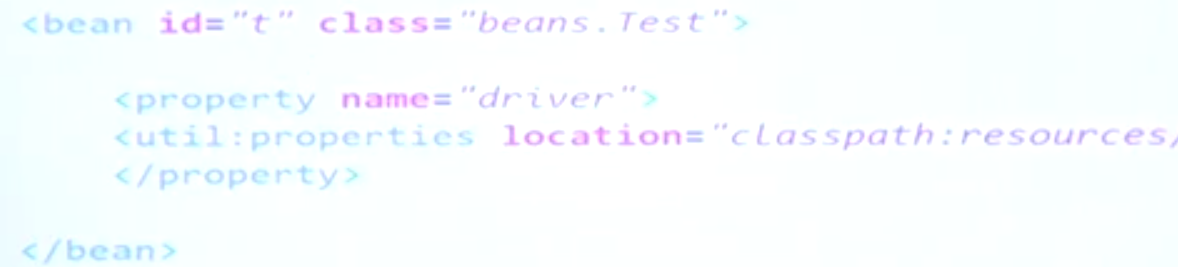 <bean id="t" class="beans.Test">
<property name="driver">
<util:properties location="classpath:resources/
</property>
</bean>